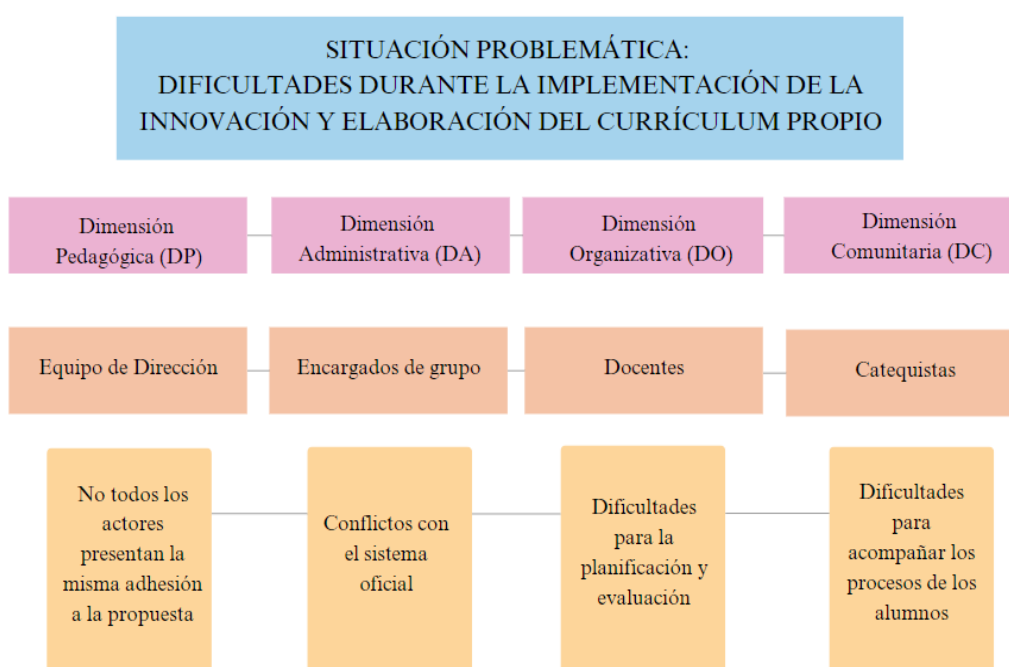 SITUACIÓN PROBLEMÁTICA:
DIFICULTADES DURANTE LA IMPLEMENTACIÓN DE LA
INNOVACIÓN Y ELABORACIÓN DEL CURRÍCULUM PROPIO
Dimensión
Pedagógica (DP)
Dimensión
Administrativa (DA)
Dimensión
Organizativa (DO)
Dimensión
Comunitaria (DC)
Equipo de Dirección
Encargados de grupo
Docentes
Catequistas
No todos los
actores
presentan la
misma adhesión
a la propuesta
Conflictos con
el sistema
oficial
Dificultades
para la
planificación y
evaluación
Dificultades
para
acompañar los
procesos de los
alumnos